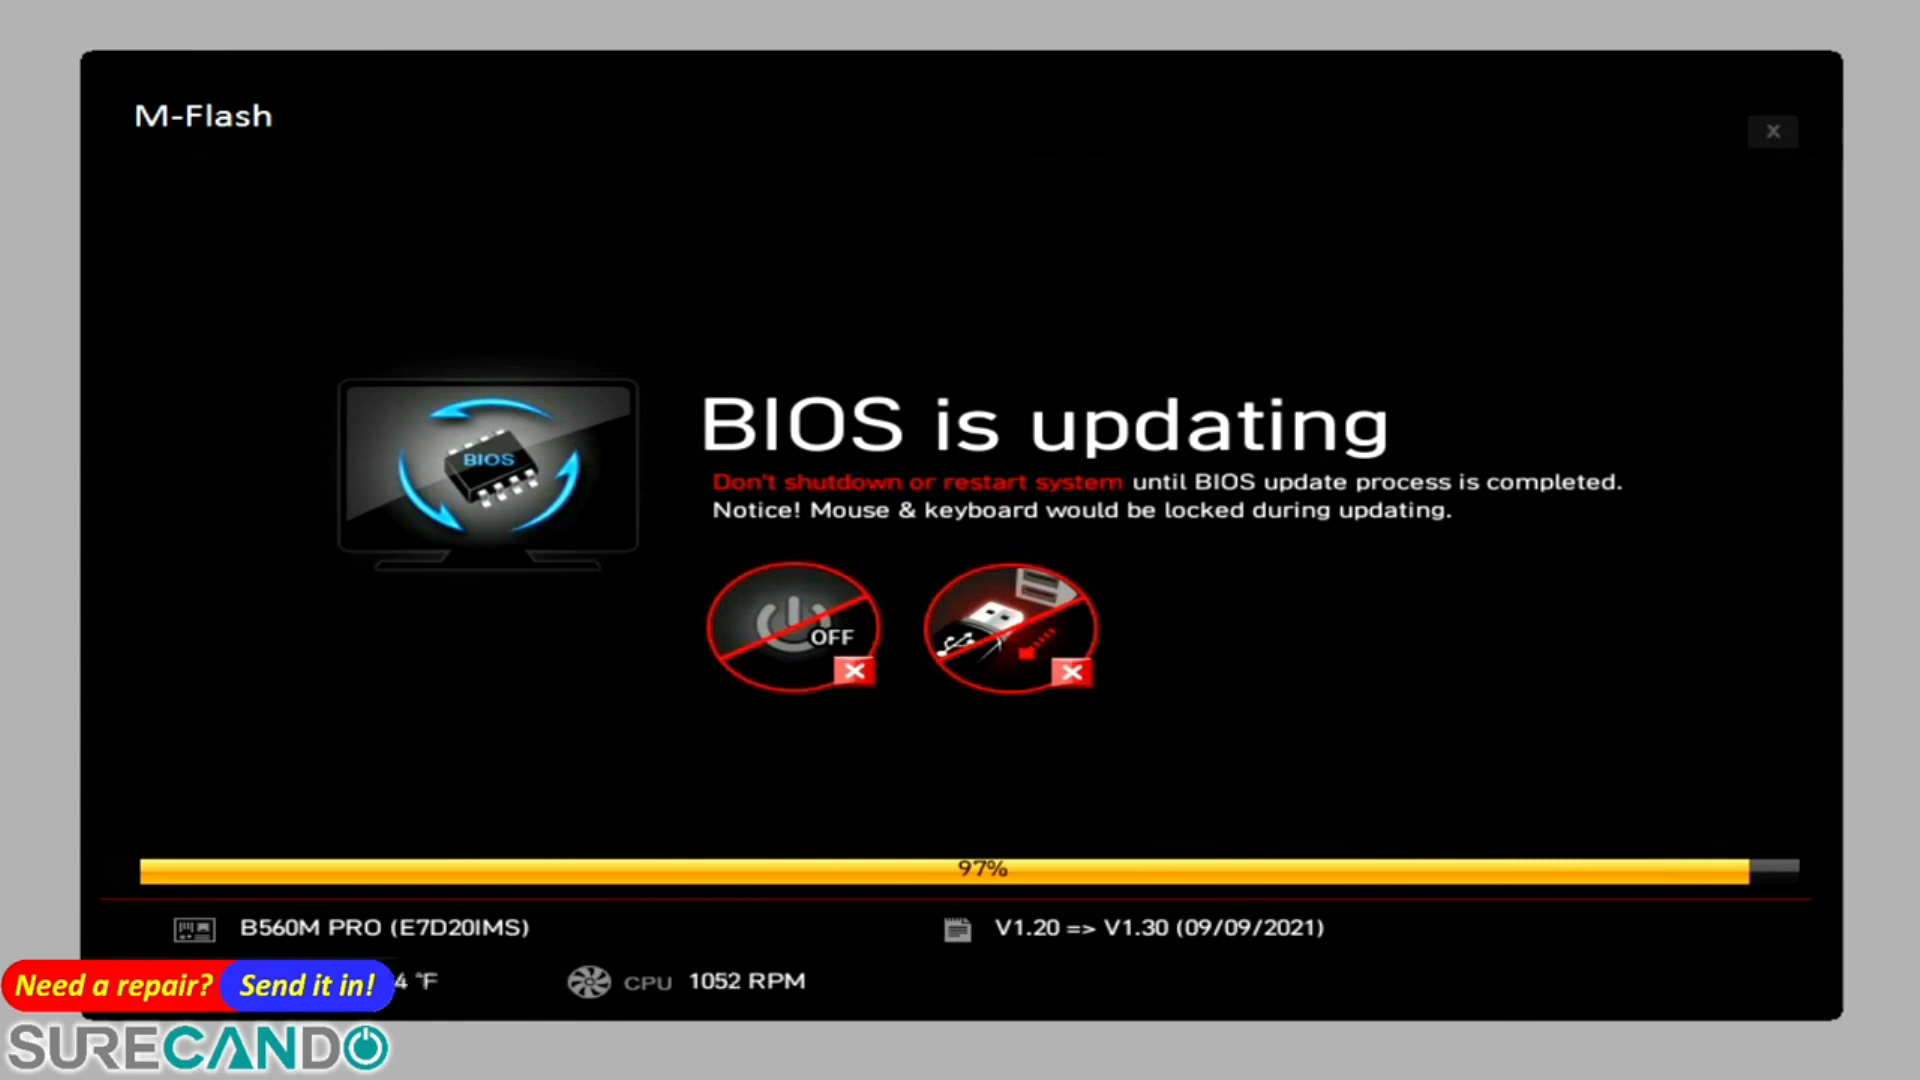 M-Flash
X
BIOS is updating
Don't shutdown or restart system until BIOS update process is completed.
Notice! Mouse & keyboard would be locked during updating.
BIOS
OFF
97%
B560M PRO (E7D20IMS)
V1.20 => V1.30 (09/09/2021)
Need a repair? Send it in!
4 °F
CPU 1052 RPM
SURECANDO